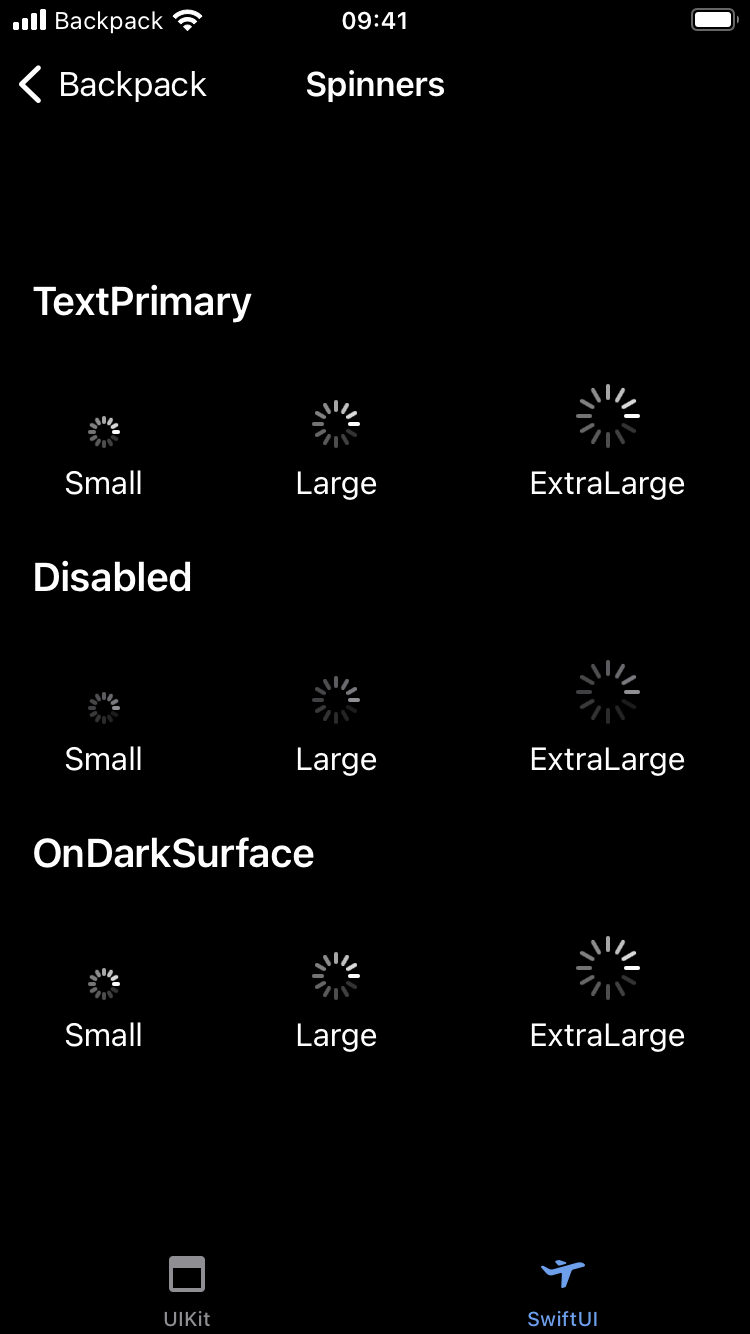 Backpack 09:41
Backpack Spinners
TextPrimary
Small Large ExtraLarge
Disabled
Small Large ExtraLarge
OnDarkSurface
Small Large ExtraLarge
UIKit SwiftUI